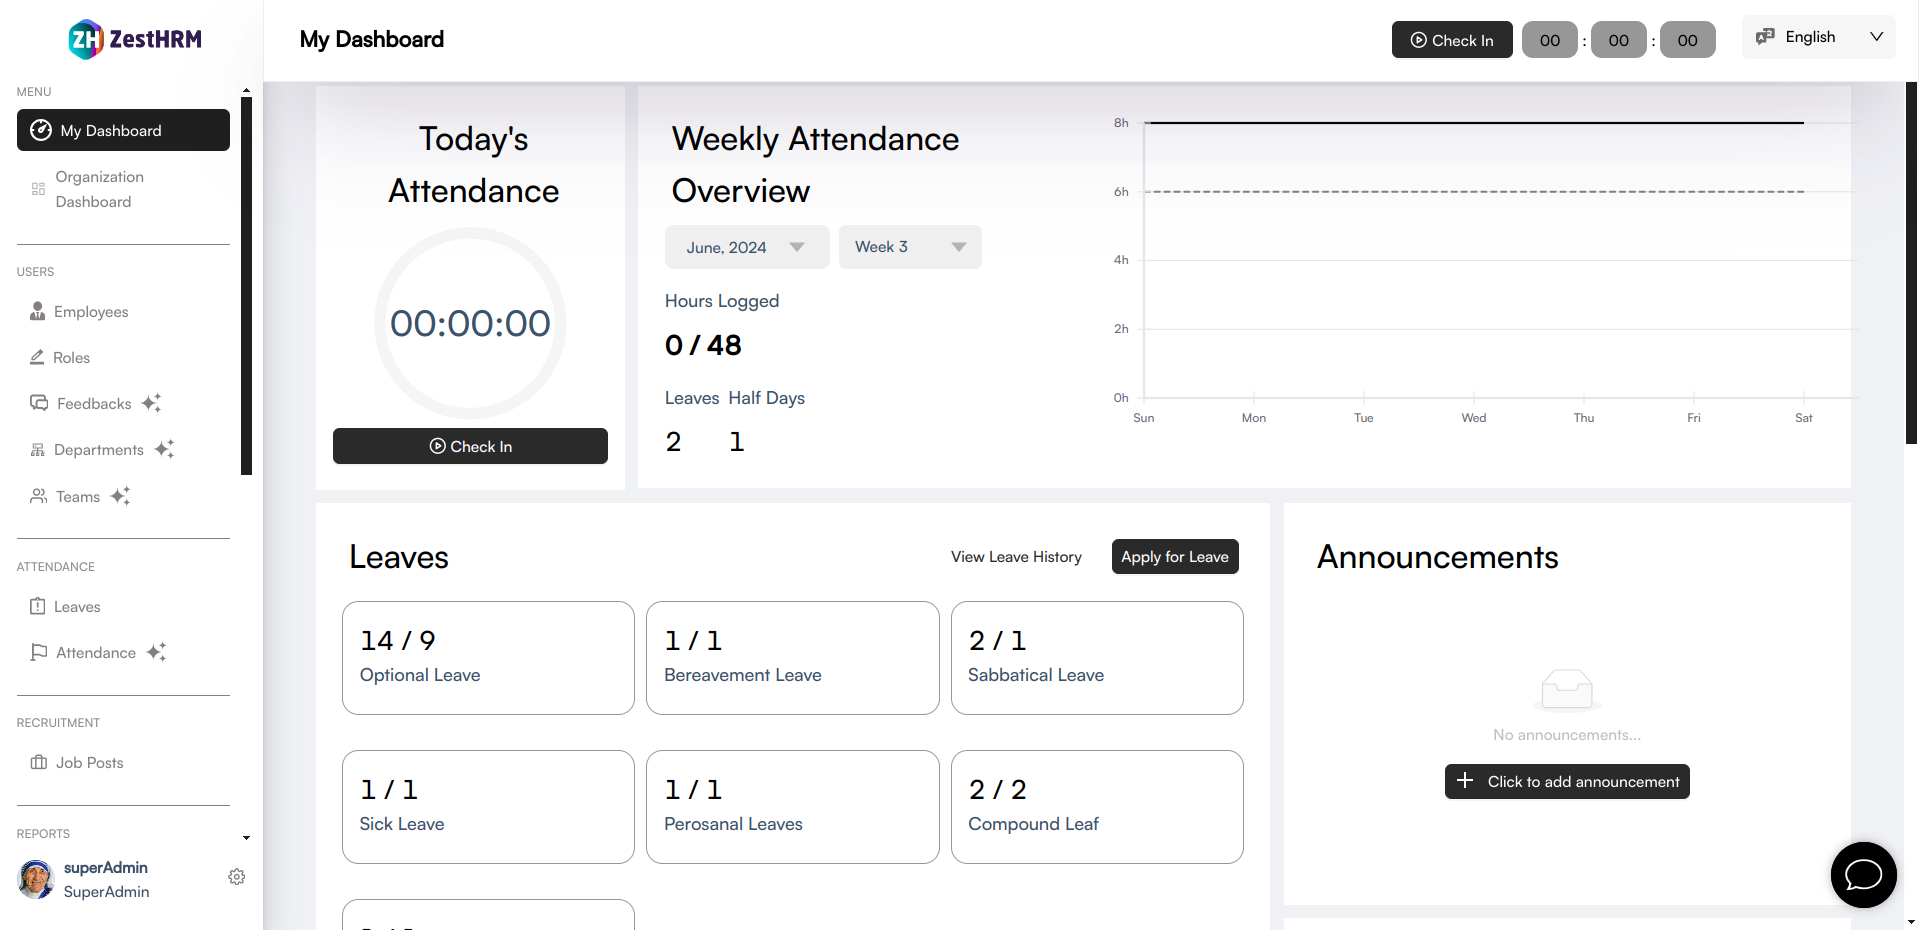 ZH ZestHRM
MENU
My Dashboard
Organization
Dashboard
USERS
Employees
Roles
Feedbacks
Departments
Teams
ATTENDANCE
Leaves
Attendance
RECRUITMENT
Job Posts
REPORTS
superAdmin
SuperAdmin
My Dashboard
Check In
00 : 00 : 00
English
Today's
Attendance
00:00:00
Check In
Weekly Attendance
Overview
June, 2024
Week 3
Hours Logged
0 / 48
Leaves Half Days
2 1
8h
6h
4h
2h
0h
Sun Mon Tue Wed Thu Fri Sat
Leaves
View Leave History
Apply for Leave
14 / 9
Optional Leave
1 / 1
Bereavement Leave
2 / 1
Sabbatical Leave
1 / 1
Sick Leave
1 / 1
Perosanal Leaves
2 / 2
Compound Leaf
Announcements
No announcements...
Click to add announcement